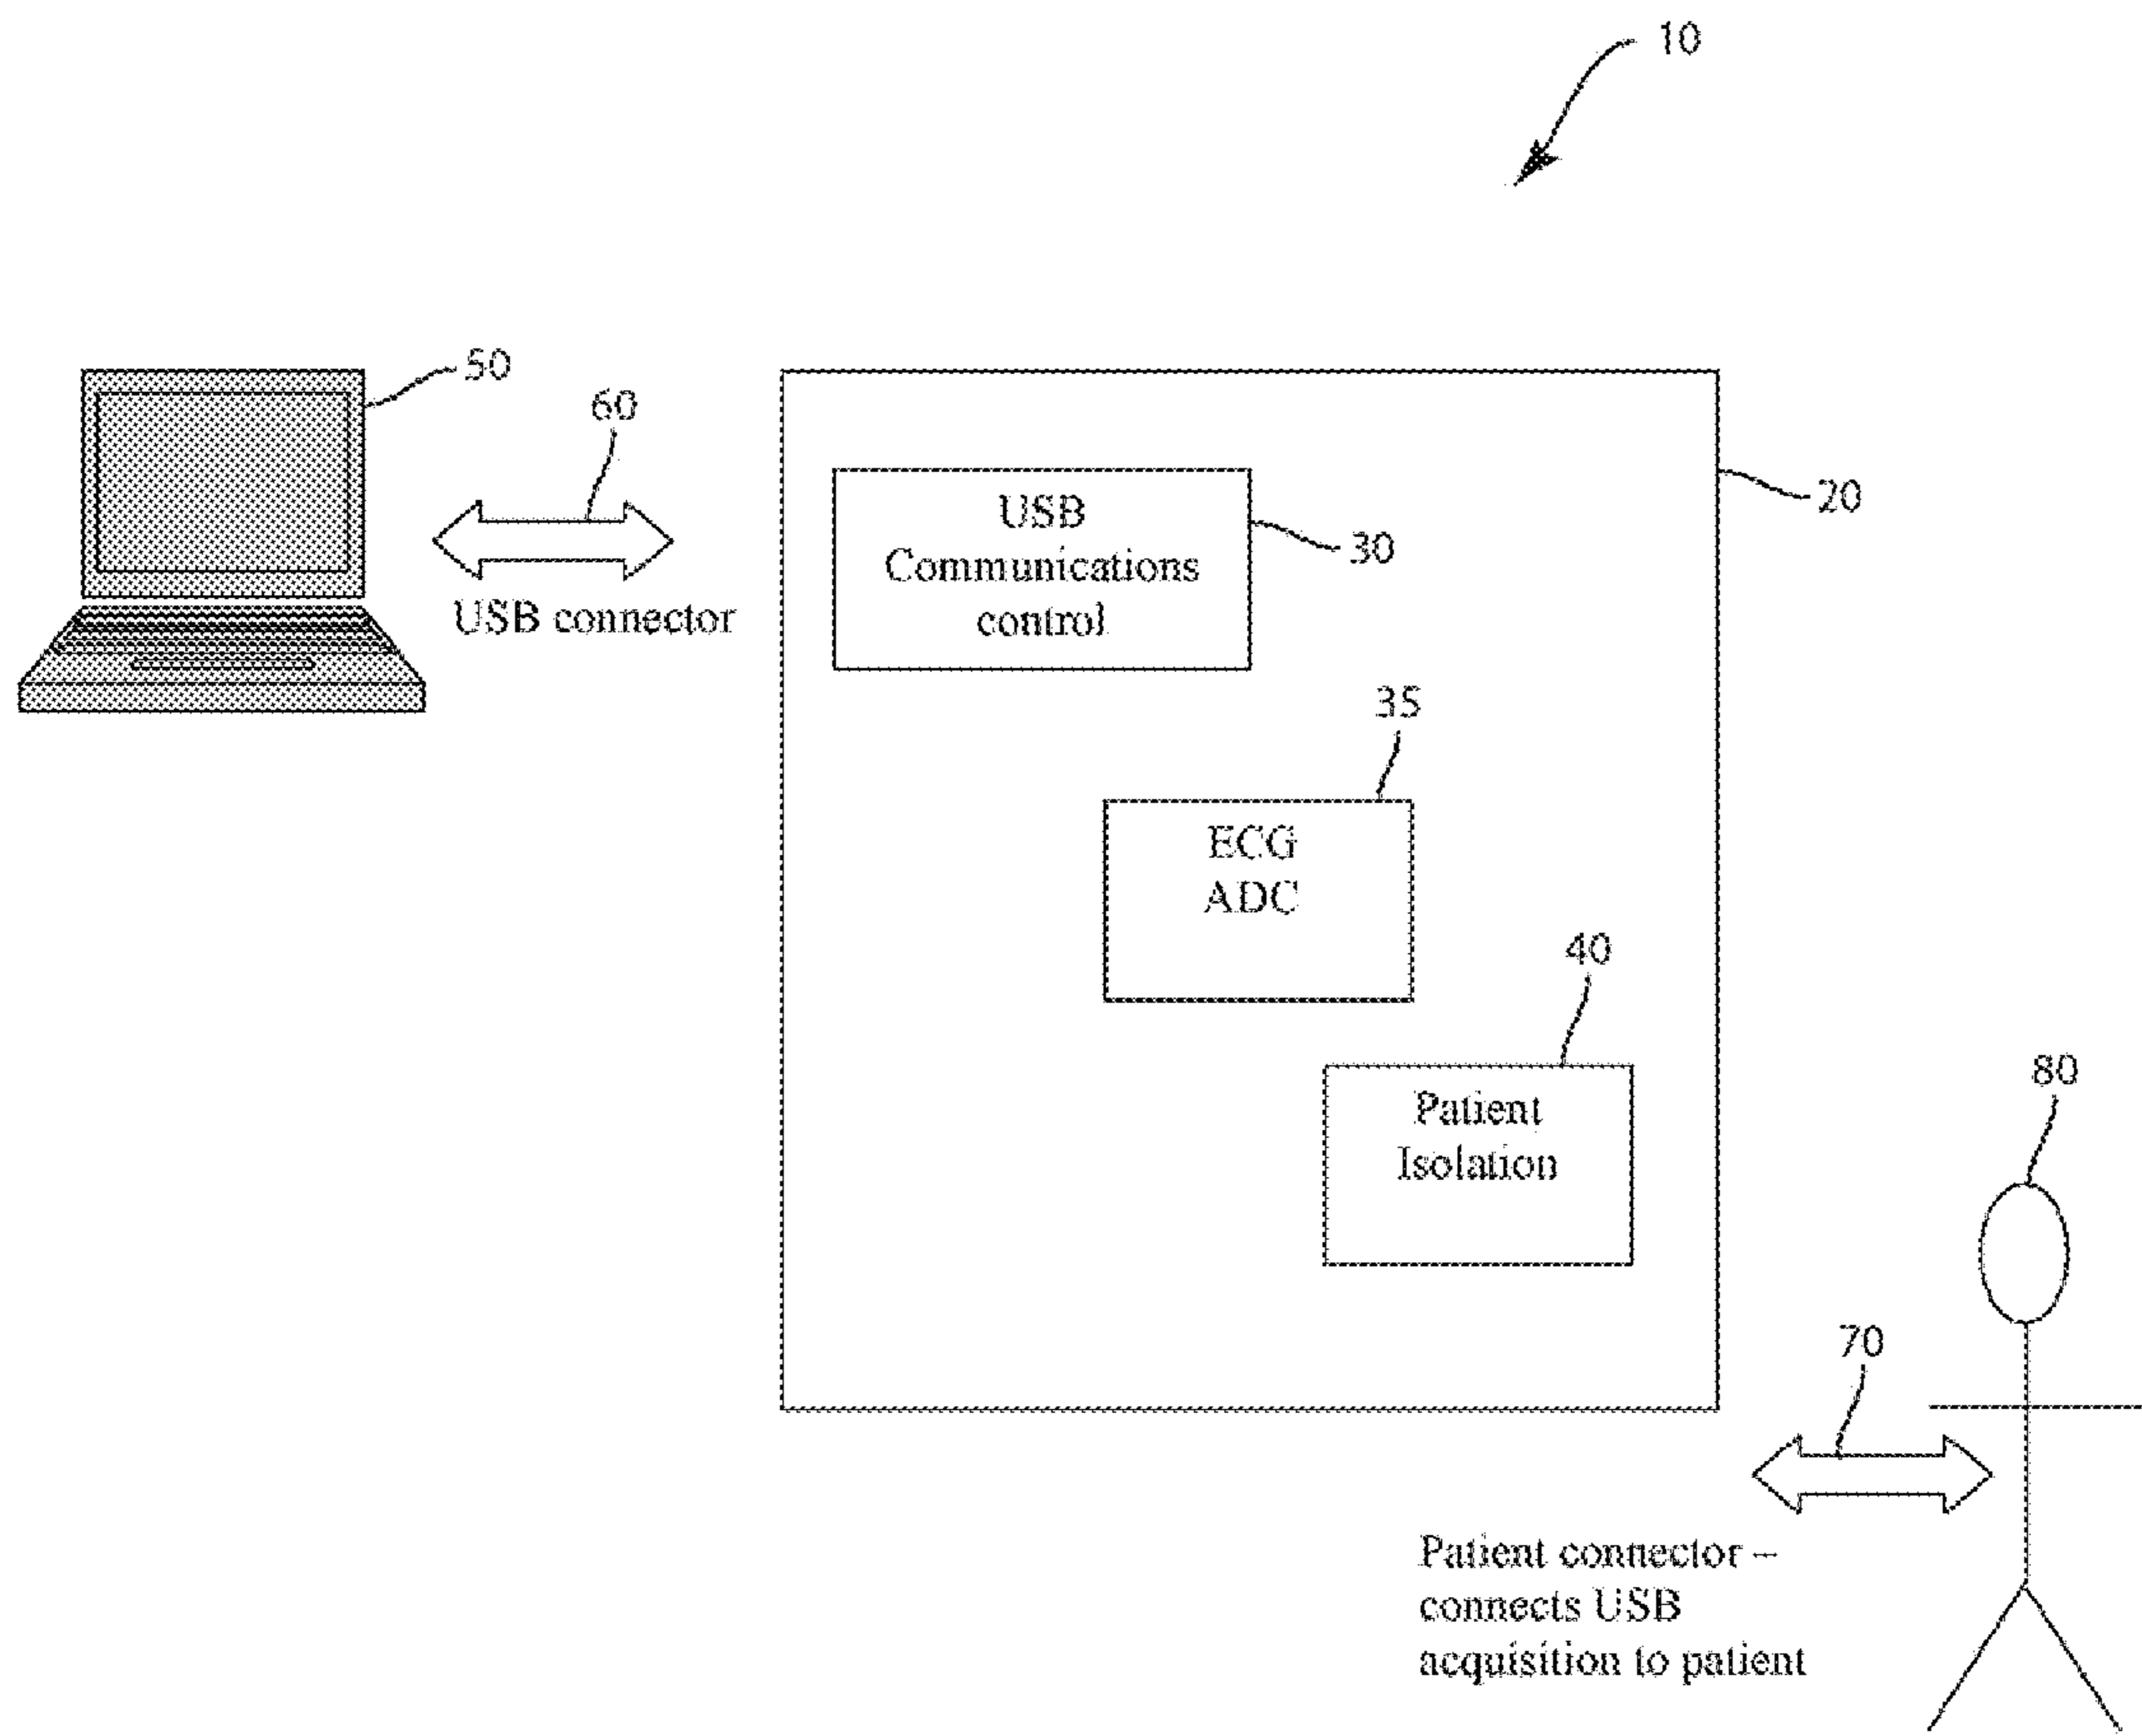 10
50
60
USB connector
20
USB
Communications
control
30
35
ECG
ADC
40
Patient
Isolation
80
70
Patient connector –
connects USB
acquisition to patient